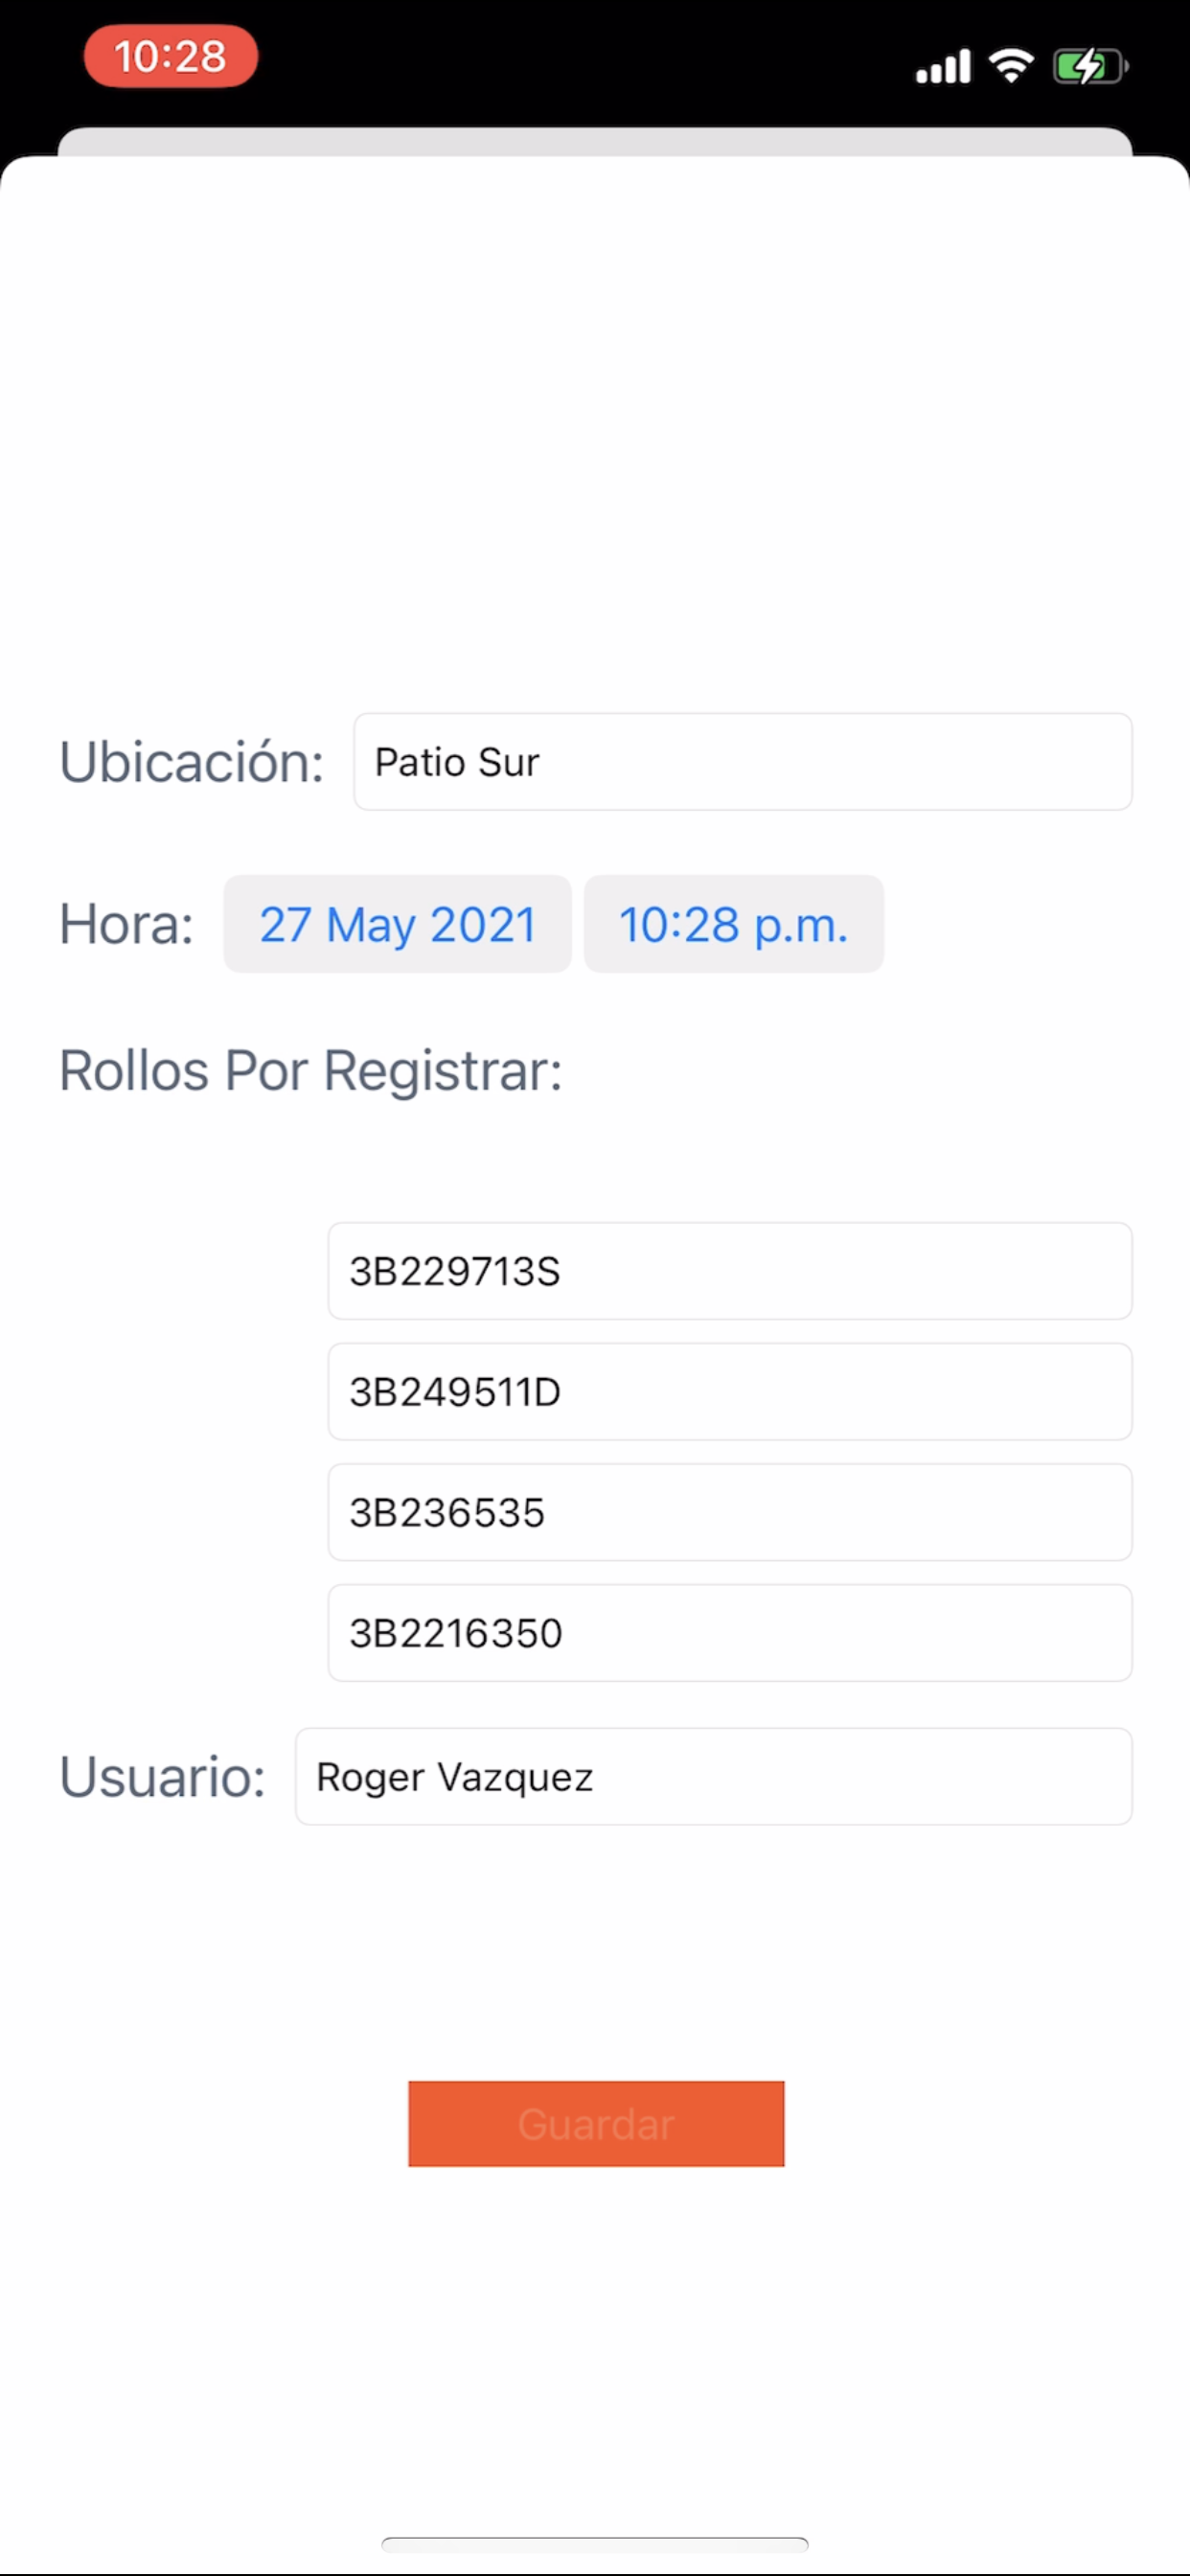 10:28
Ubicación: Patio Sur
Hora: 27 May 2021 10:28 p.m.
Rollos Por Registrar:
3B229713S
3B249511D
3B236535
3B2216350
Usuario: Roger Vazquez
Guardar